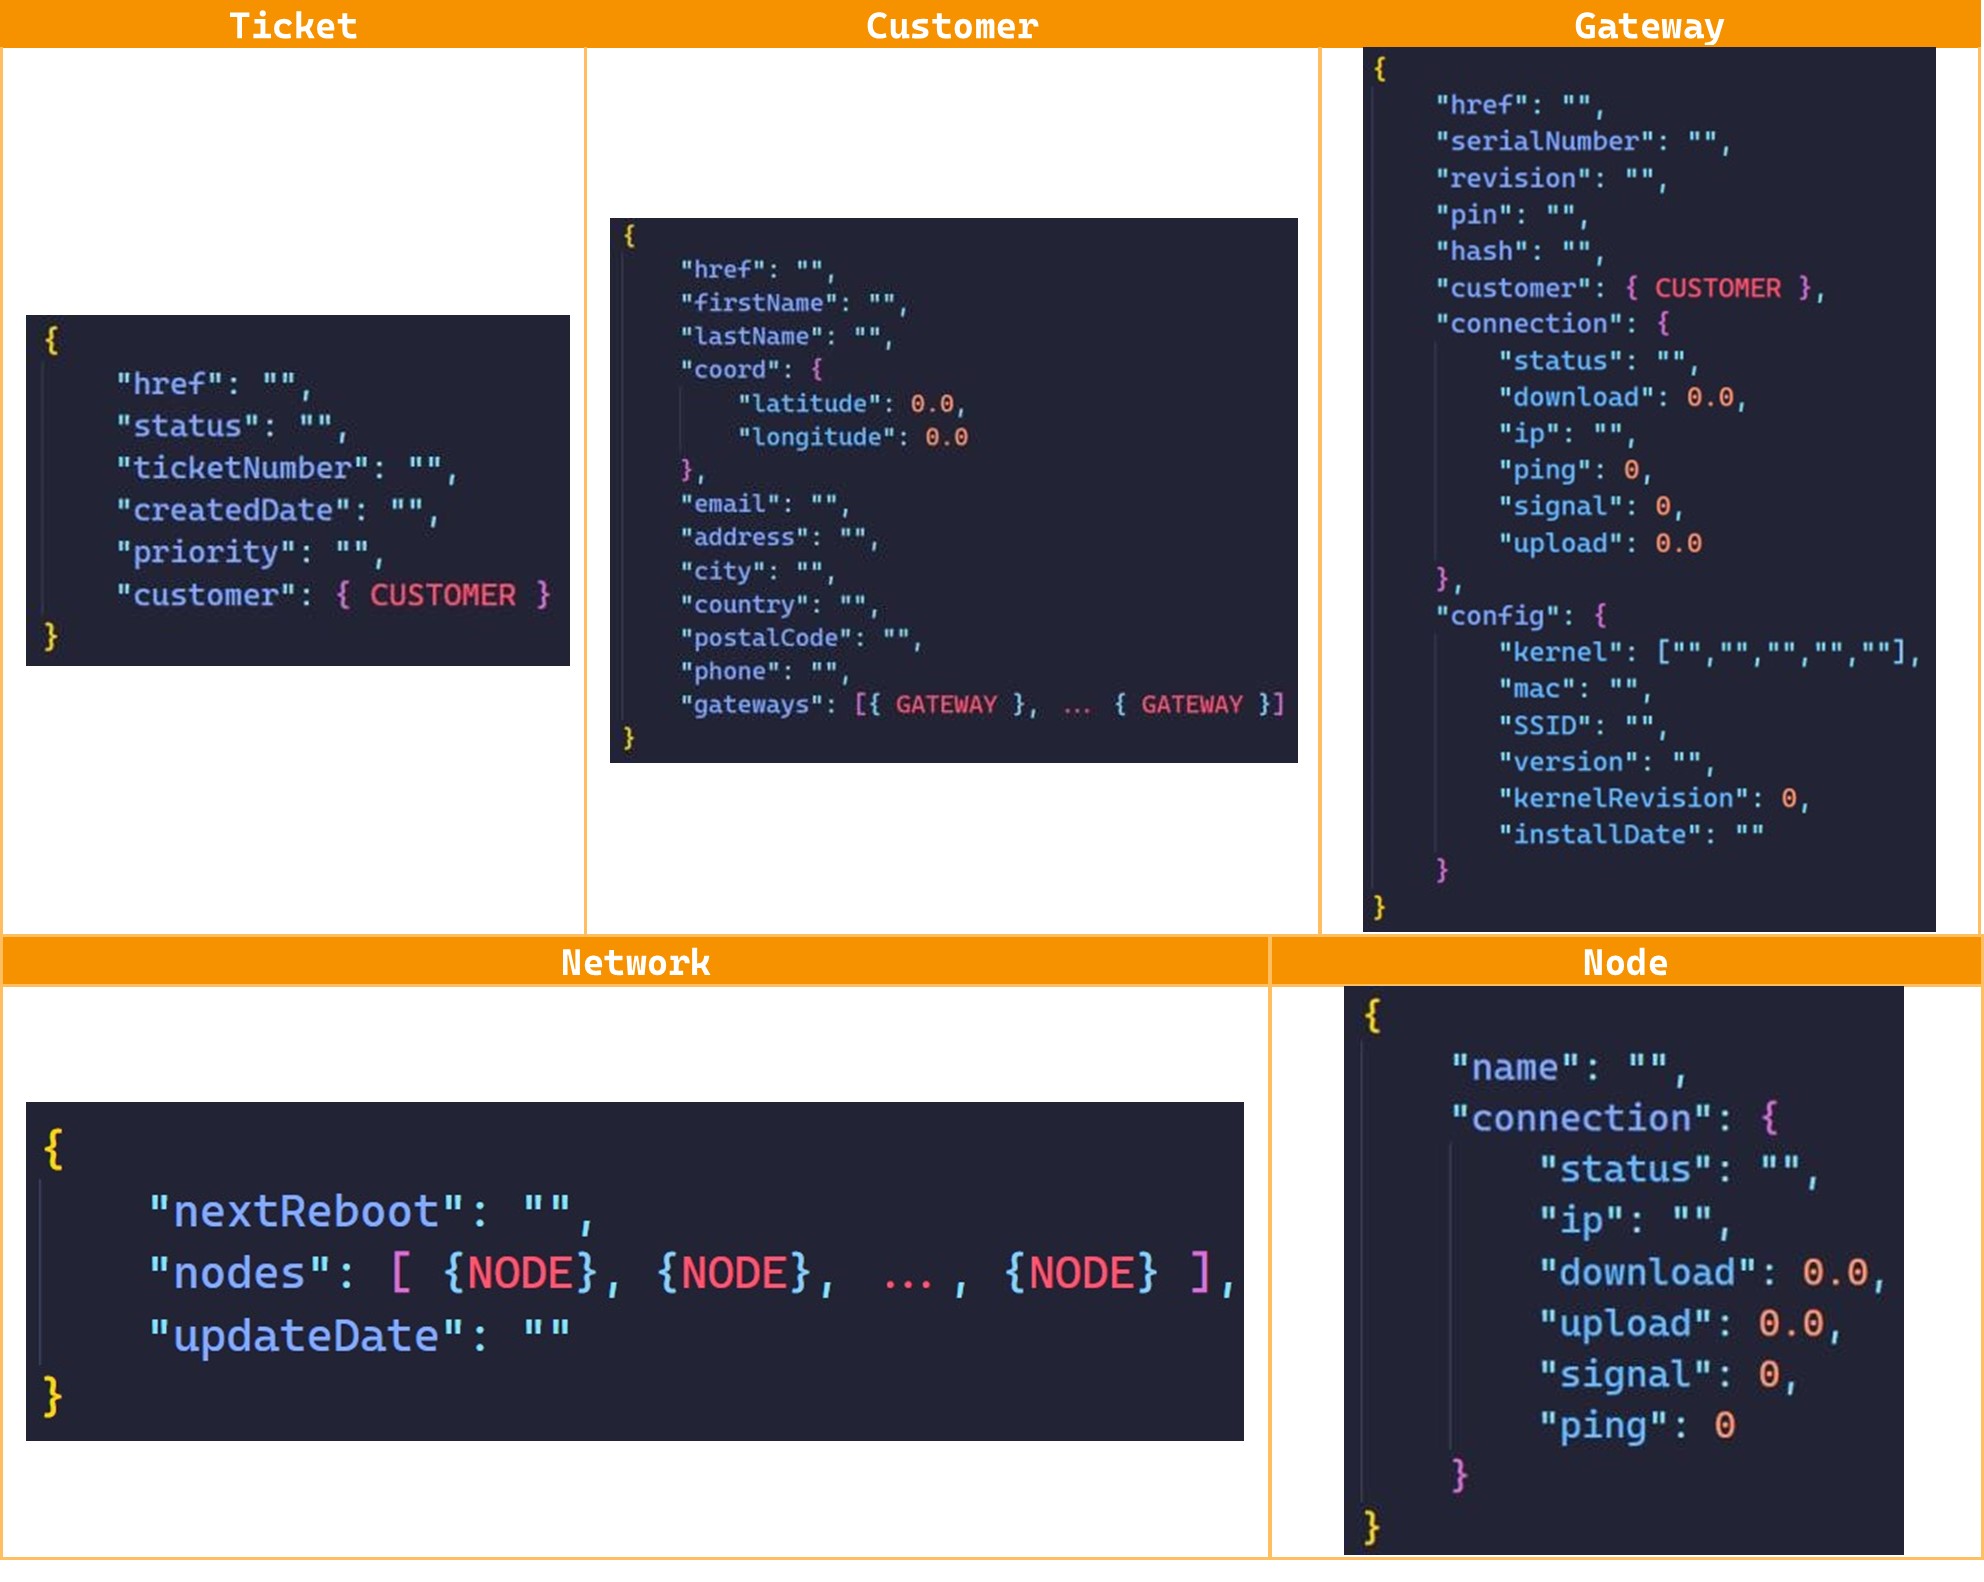 Ticket
{
"href": "",
"status": "",
"ticketNumber": "",
"createdDate": "",
"priority": "",
"customer": { CUSTOMER }
}
Customer
{
"href": "",
"firstName": "",
"lastName": "",
"coord": {
"latitude": 0.0,
"longitude": 0.0
},
"email": "",
"address": "",
"city": "",
"country": "",
"postalCode": "",
"phone": "",
"gateways": [{ GATEWAY }, ... { GATEWAY }]
}
Gateway
{
"href": "",
"serialNumber": "",
"revision": "",
"pin": "",
"hash": "",
"customer": { CUSTOMER },
"connection": {
"status": "",
"download": 0.0,
"ip": "",
"ping": 0,
"signal": 0,
"upload": 0.0
},
"config": {
"kernel": ["","","","",""],
"mac": "",
"SSID": "",
"version": "",
"kernelRevision": 0,
"installDate": ""
}
}
Network
{
"nextReboot": "",
"nodes": [ {NODE}, {NODE}, ..., {NODE} ],
"updateDate": ""
}
Node
{
"name": "",
"connection": {
"status": "",
"ip": "",
"download": 0.0,
"upload": 0.0,
"signal": 0,
"ping": 0
}
}